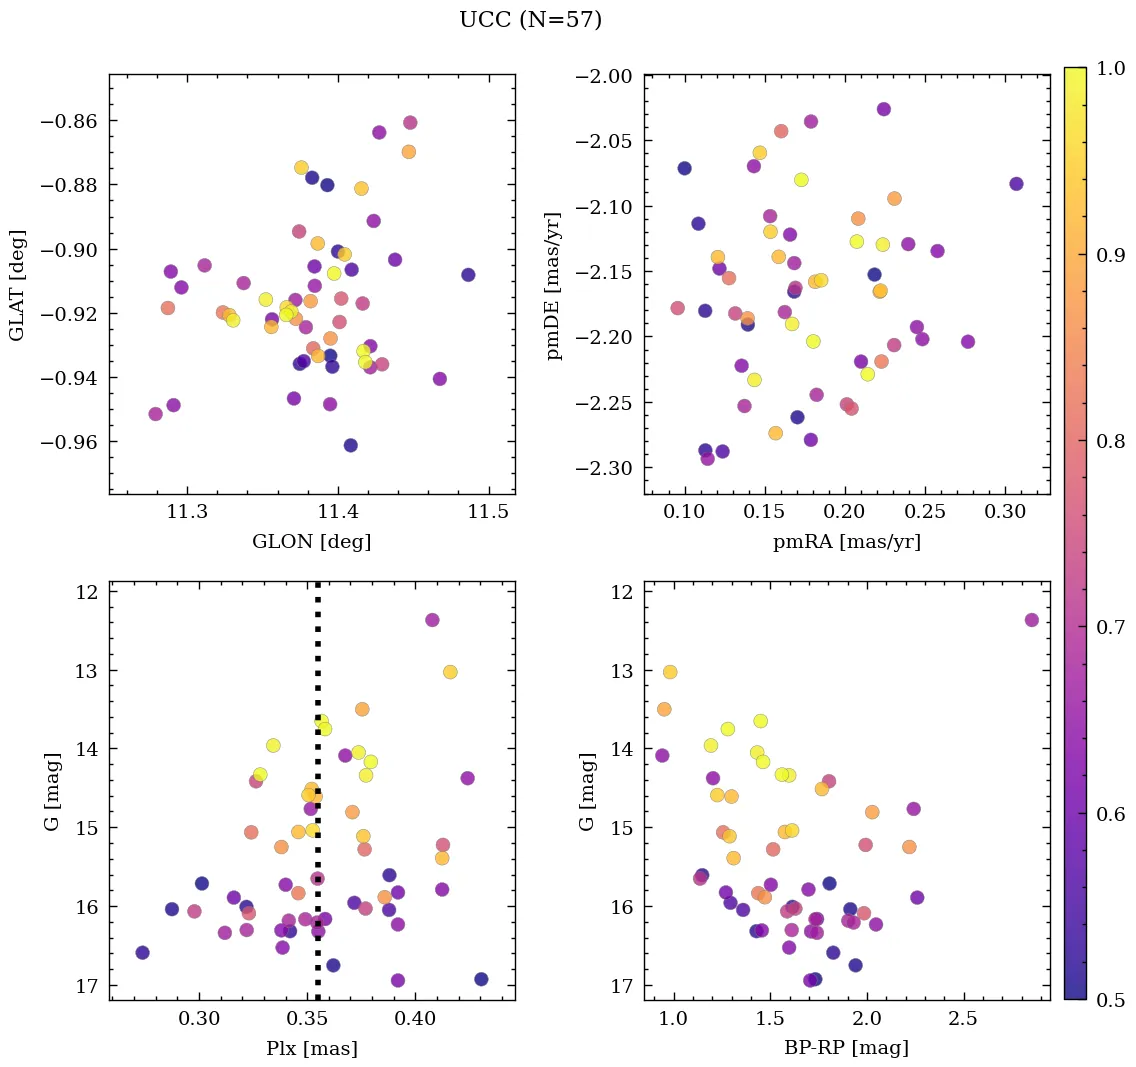 UCC (N=57)
−0.86
−0.88
−0.90
−0.92
−0.94
−0.96
GLAT [deg]
11.3 11.4 11.5
GLON [deg]
−2.00
−2.05
−2.10
−2.15
−2.20
−2.25
−2.30
pmDE [mas/yr]
0.10 0.15 0.20 0.25 0.30
pmRA [mas/yr]
12
13
14
15
16
17
G [mag]
0.30 0.35 0.40
Plx [mas]
12
13
14
15
16
17
G [mag]
1.0 1.5 2.0 2.5
BP-RP [mag]
1.0
0.9
0.8
0.7
0.6
0.5